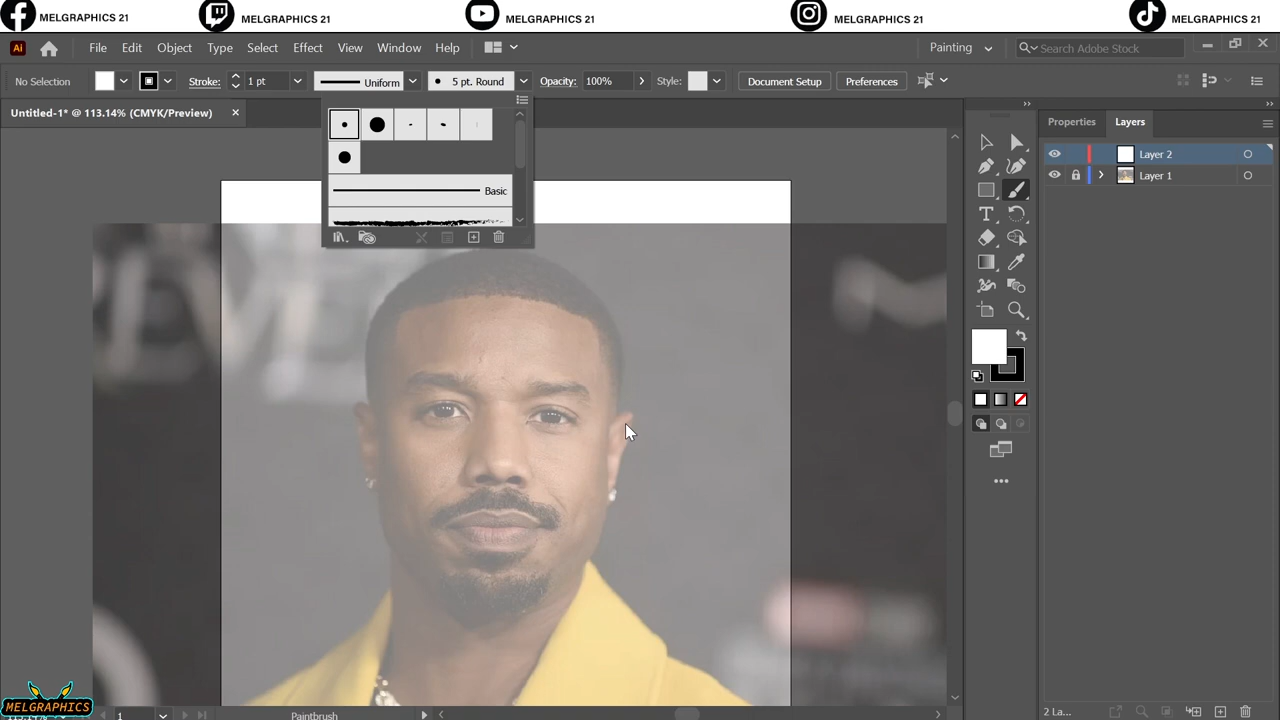 MELGRAPHICS 21
MELGRAPHICS 21
MELGRAPHICS 21
MELGRAPHICS 21
MELGRAPHICS 21
Ai
File Edit Object Type Select Effect View Window Help
Painting
Search Adobe Stock
No Selection
Stroke:
1 pt
Uniform
5 pt. Round
Opacity:
100%
Style:
Document Setup
Preferences
Untitled-1* @ 113.14% (CMYK/Preview)
Properties
Layers
Layer 2
Layer 1
Basic
MELGRAPHICS
1
Paintbrush
2 La...